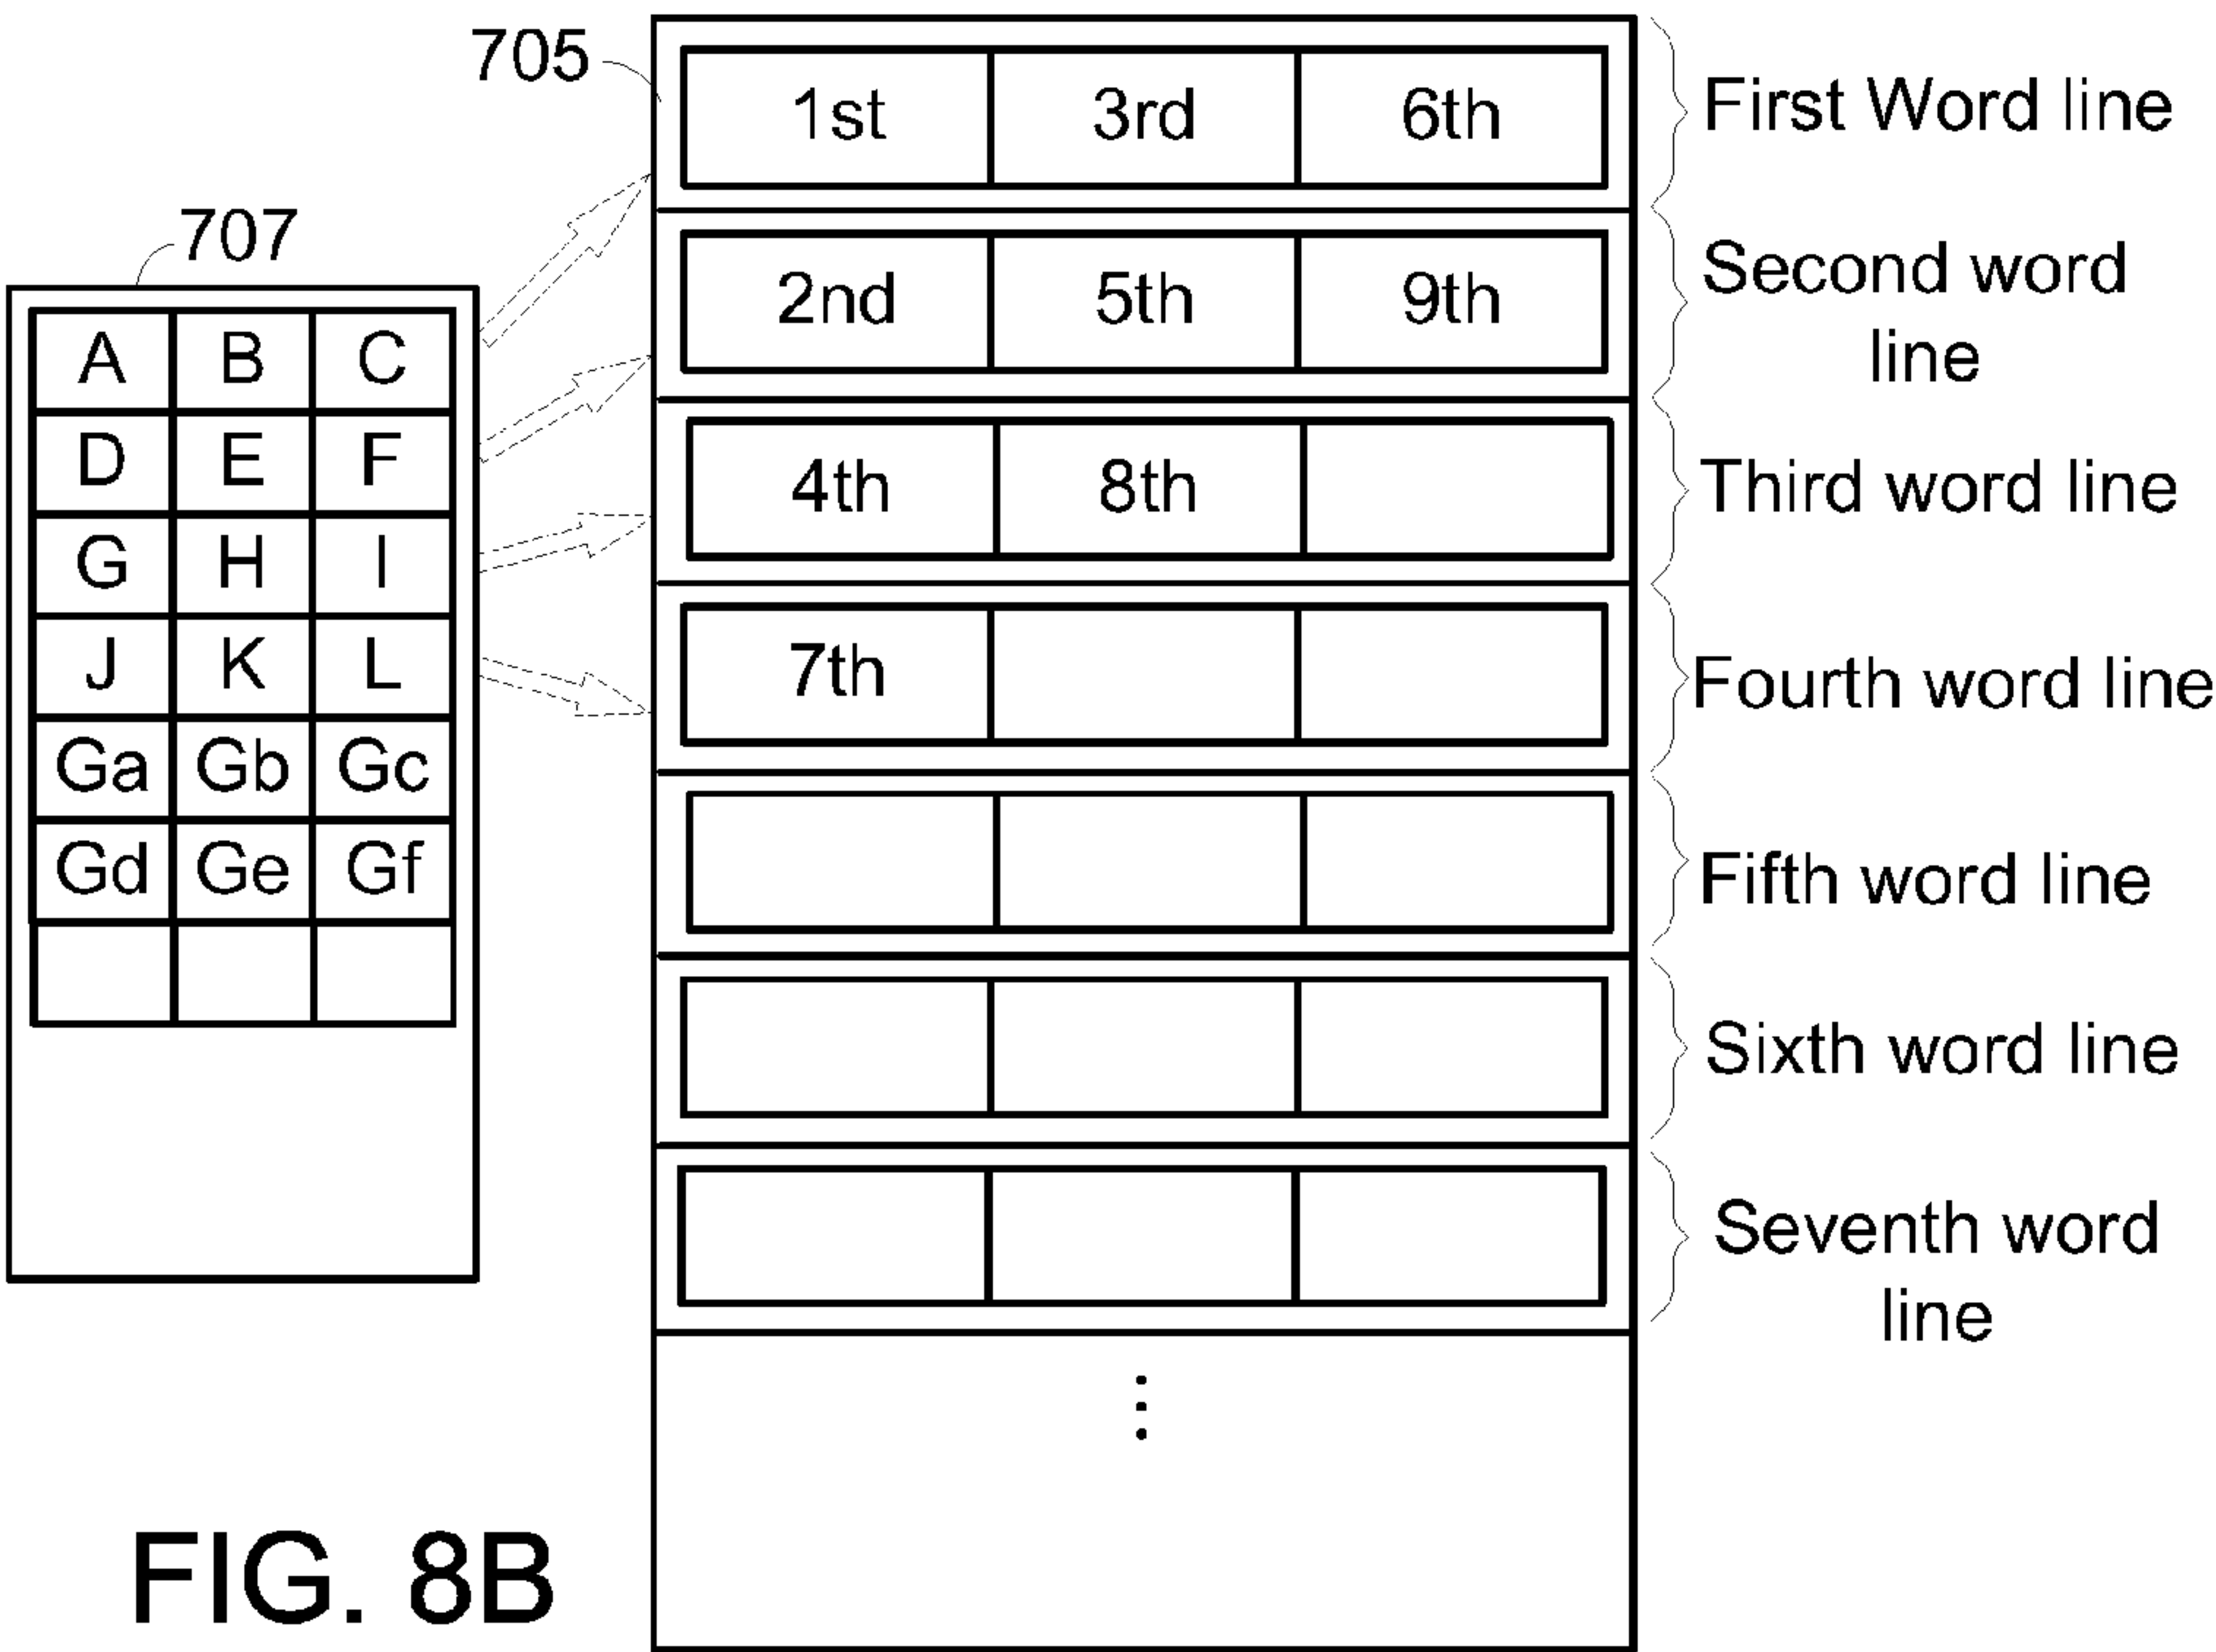 705
1st 3rd 6th
First Word line
707
2nd 5th 9th
Second word
line
A B C
D E F
4th 8th
Third word line
G H I
J K L
7th
Fourth word line
Ga Gb Gc
Gd Ge Gf
Fifth word line
Sixth word line
Seventh word
line
FIG. 8B